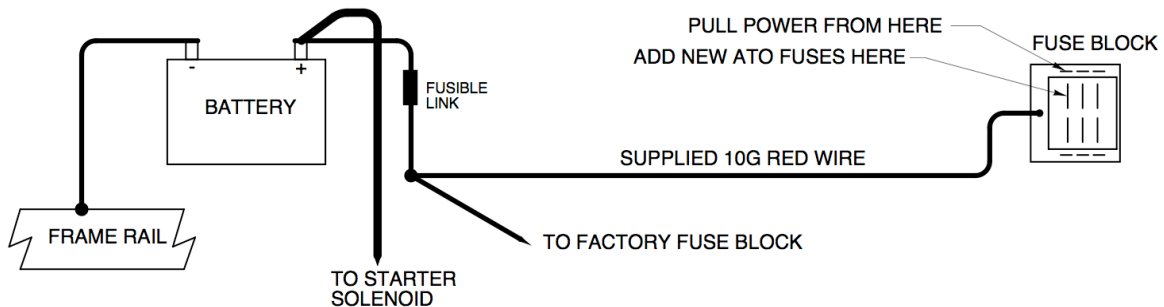 PULL POWER FROM HERE
FUSE BLOCK
ADD NEW ATO FUSES HERE
-
+
BATTERY
FUSIBLE
LINK
SUPPLIED 10G RED WIRE
FRAME RAIL
TO FACTORY FUSE BLOCK
TO STARTER
SOLENOID